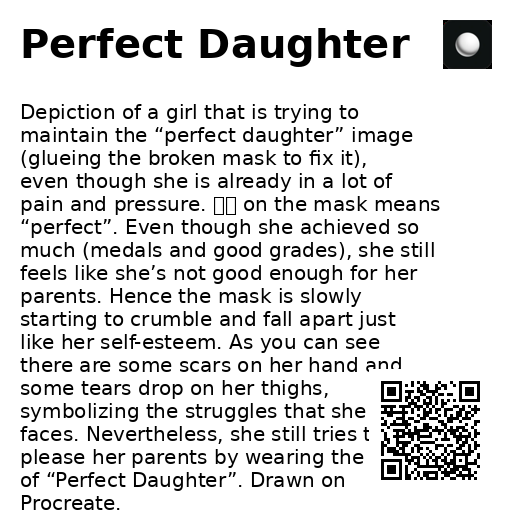 Perfect Daughter
Depiction of a girl that is trying to
maintain the “perfect daughter” image
(glueing the broken mask to fix it),
even though she is already in a lot of
pain and pressure. on the mask means
“perfect”. Even though she achieved so
much (medals and good grades), she still
feels like she’s not good enough for her
parents. Hence the mask is slowly
starting to crumble and fall apart just
like her self-esteem. As you can see
there are some scars on her hand and
some tears drop on her thighs,
symbolizing the struggles that she
faces. Nevertheless, she still tries
please her parents by wearing the
of “Perfect Daughter”. Drawn on
Procreate.